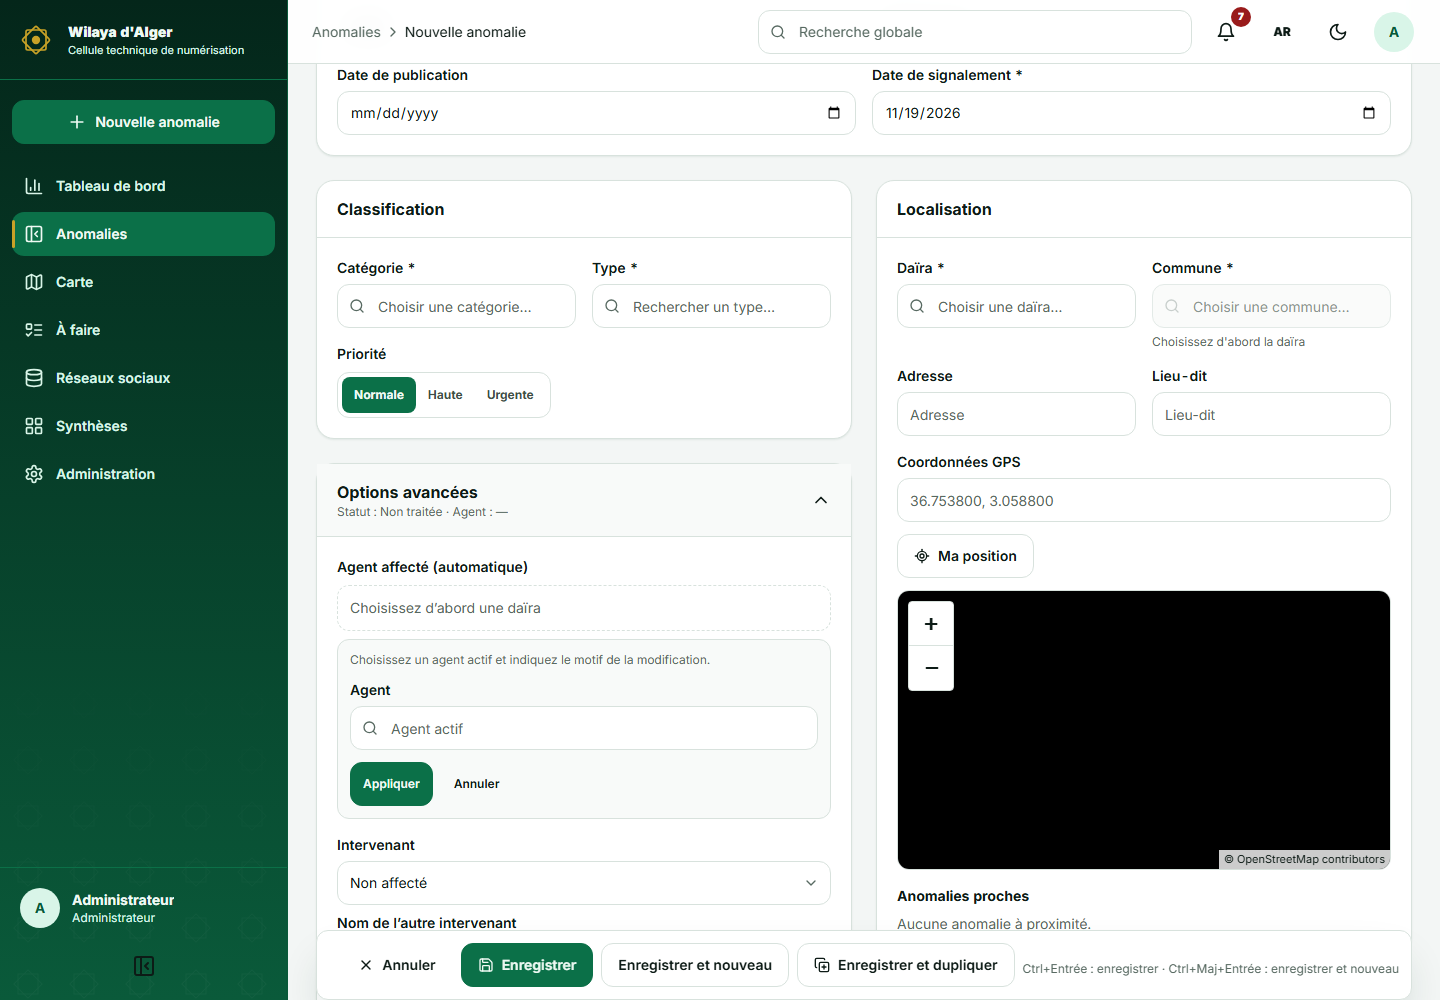 Wilaya d'Alger
Cellule technique de numérisation
Nouvelle anomalie
Tableau de bord
Anomalies
Carte
À faire
Réseaux sociaux
Synthèses
Administration
A
Administrateur
Administrateur
Anomalies > Nouvelle anomalie
Recherche globale
7
AR
A
Date de publication
mm/dd/yyyy
Date de signalement *
11/19/2026
Classification
Catégorie *
Choisir une catégorie...
Type *
Rechercher un type...
Priorité
Normale Haute Urgente
Options avancées
Statut : Non traitée · Agent : —
Agent affecté (automatique)
Choisissez d’abord une daïra
Choisissez un agent actif et indiquez le motif de la modification.
Agent
Agent actif
Appliquer Annuler
Intervenant
Non affecté
Nom de l’autre intervenant
Localisation
Daïra *
Choisir une daïra...
Commune *
Choisir une commune...
Choisissez d'abord la daïra
Adresse
Adresse
Lieu-dit
Lieu-dit
Coordonnées GPS
36.753800, 3.058800
Ma position
+
−
© OpenStreetMap contributors
Anomalies proches
Aucune anomalie à proximité.
Annuler Enregistrer Enregistrer et nouveau Enregistrer et dupliquer Ctrl+Entrée : enregistrer · Ctrl+Maj+Entrée : enregistrer et nouveau